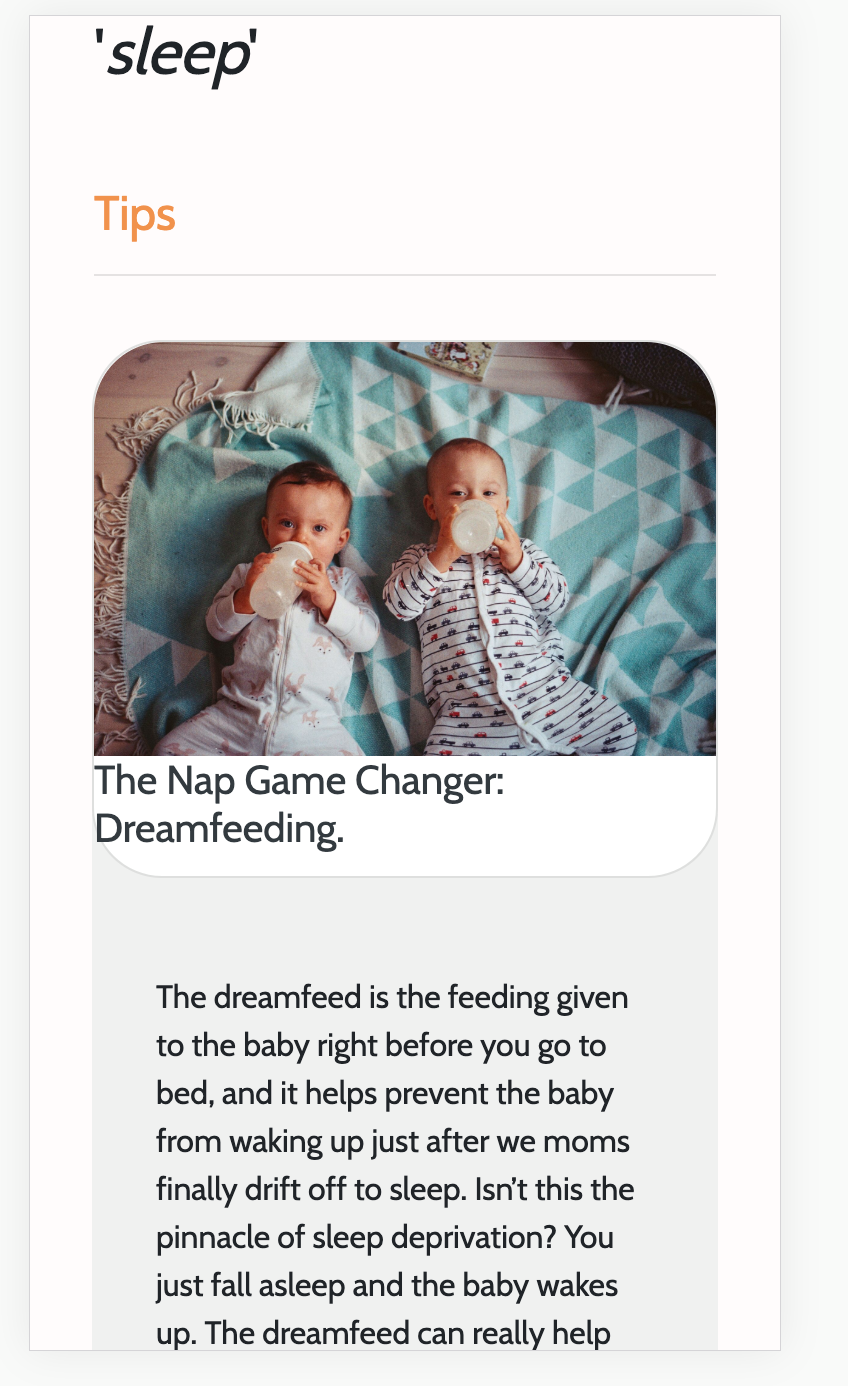 'sleep'
Tips
The Nap Game Changer:
Dreamfeeding.
The dreamfeed is the feeding given
to the baby right before you go to
bed, and it helps prevent the baby
from waking up just after we moms
finally drift off to sleep. Isn’t this the
pinnacle of sleep deprivation? You
just fall asleep and the baby wakes
up. The dreamfeed can really help